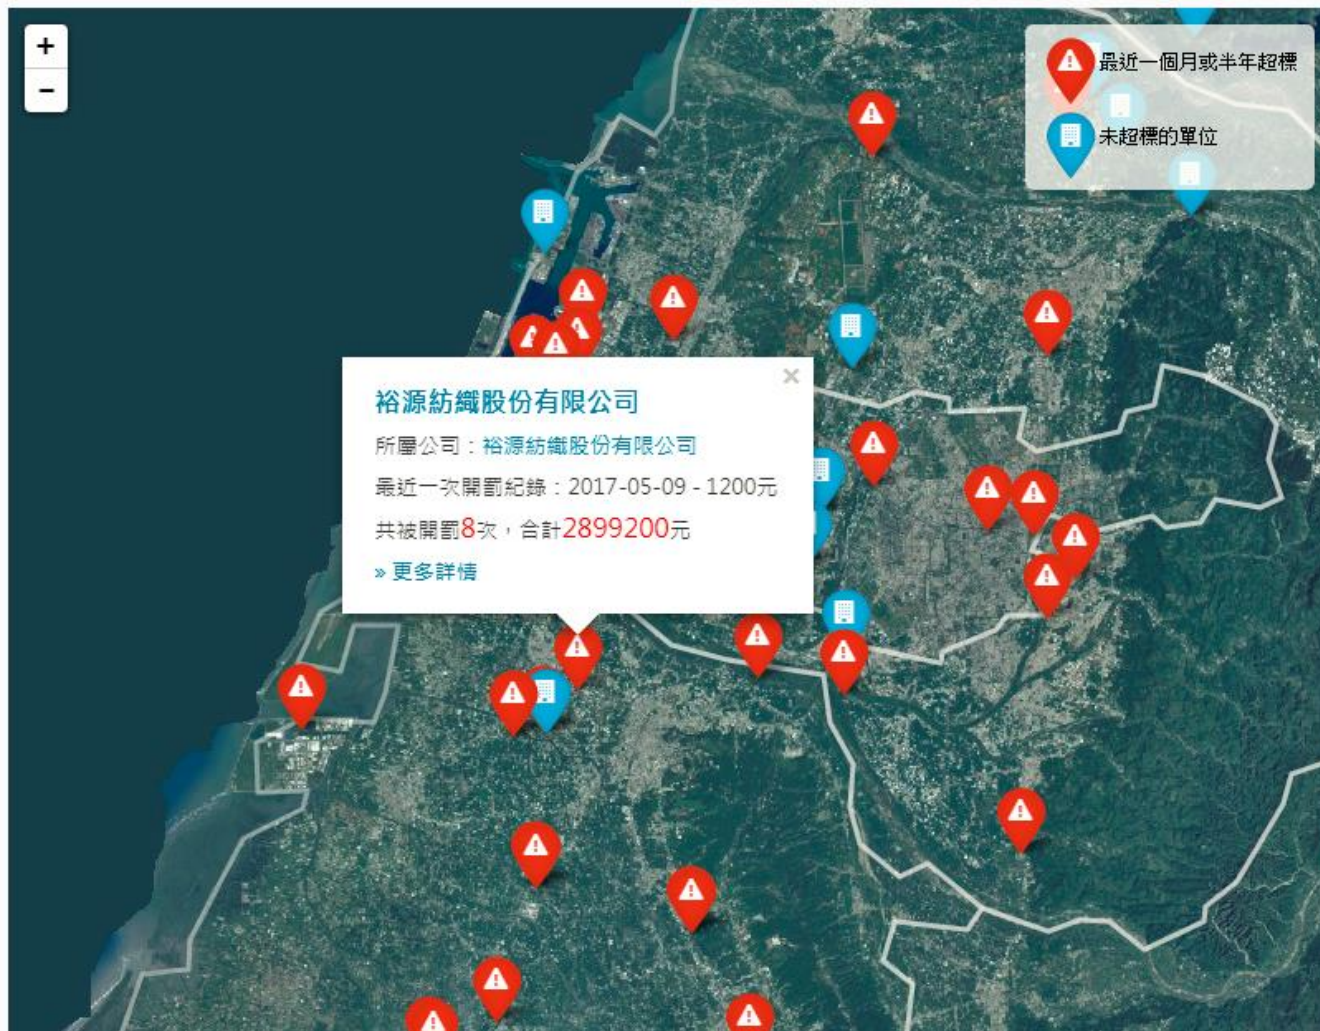 +
−
最近一個月或半年超標
未超標的單位
×
裕源紡織股份有限公司
所屬公司：裕源紡織股份有限公司
最近一次開罰紀錄：2017-05-09 - 1200元
共被開罰8次，合計2899200元
» 更多詳情